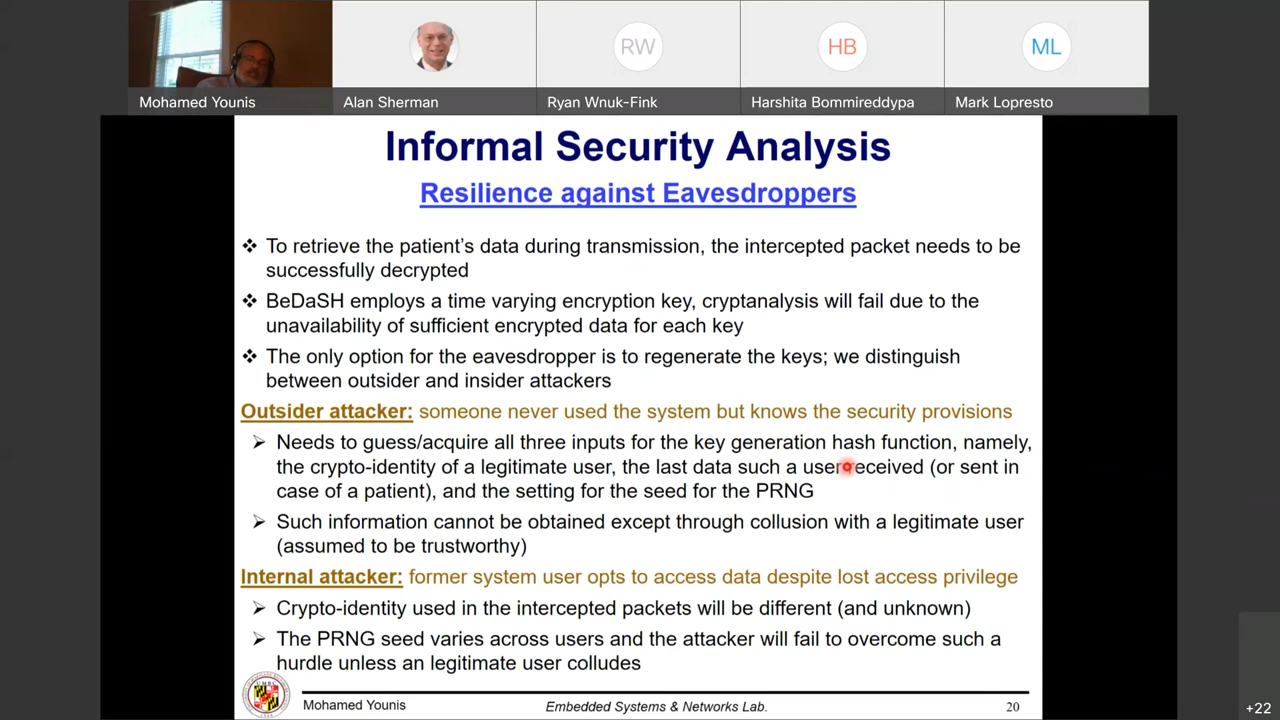 RW
HB
ML
Mohamed Younis
Alan Sherman
Ryan Wnuk-Fink
Harshita Bommireddypa
Mark Lopresto
Informal Security Analysis
Resilience against Eavesdroppers
❖ To retrieve the patient's data during transmission, the intercepted packet needs to be
successfully decrypted
❖ BeDaSH employs a time varying encryption key, cryptanalysis will fail due to the
unavailability of sufficient encrypted data for each key
❖ The only option for the eavesdropper is to regenerate the keys; we distinguish
between outsider and insider attackers
Outsider attacker: someone never used the system but knows the security provisions
➢ Needs to guess/acquire all three inputs for the key generation hash function, namely,
the crypto-identity of a legitimate user, the last data such a user received (or sent in
case of a patient), and the setting for the seed for the PRNG
➢ Such information cannot be obtained except through collusion with a legitimate user
(assumed to be trustworthy)
Internal attacker: former system user opts to access data despite lost access privilege
➢ Crypto-identity used in the intercepted packets will be different (and unknown)
➢ The PRNG seed varies across users and the attacker will fail to overcome such a
hurdle unless an legitimate user colludes
Mohamed Younis
Embedded Systems & Networks Lab.
20
+22